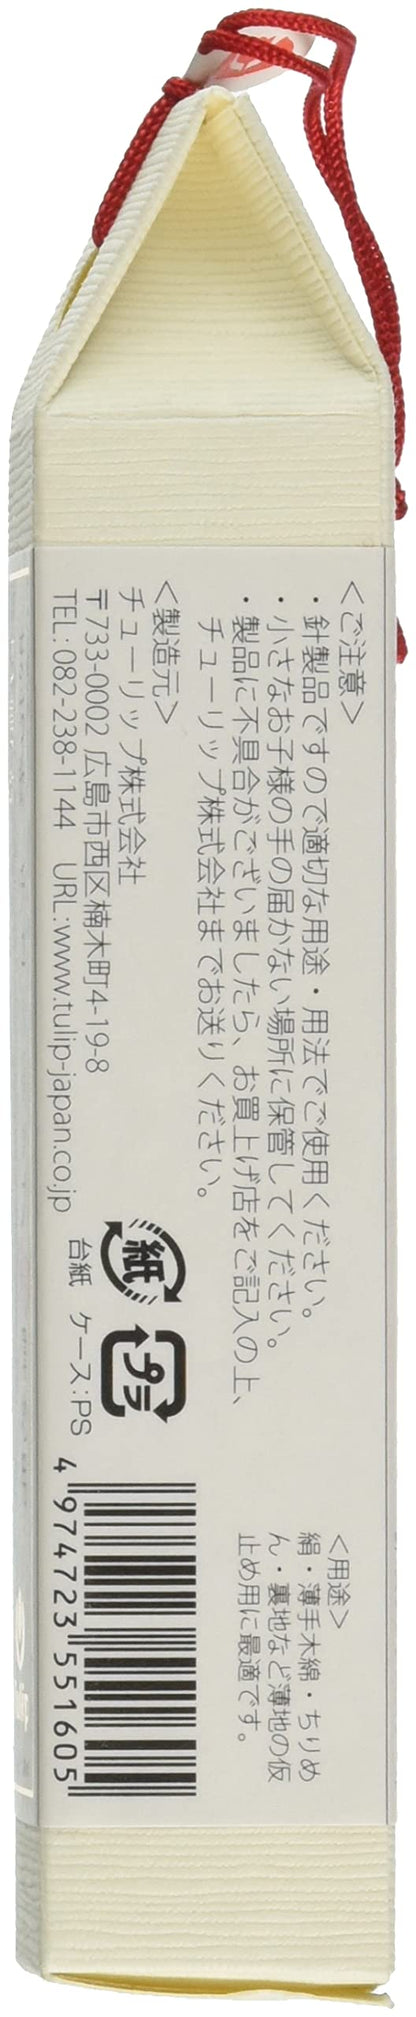 <ご注意>
・針製品ですので適切な用途・用法でご使用ください。
・小さなお子様の手の届かない場所に保管してください。
・製品に不具合がございましたら、お買上げ店をご記入の上、
チューリップ株式会社までお送りください。
<製造元>
チューリップ株式会社
〒733-0002 広島市西区楠木町4-19-8
TEL:082-238-1144 URL:www.tulip-japan.co.jp
紙
プラ
台紙 ケース:PS
<用途>
絹・薄手木綿・ちりめ
ん・裏地など薄地の仮
止め用に最適です。
4 974723 551605